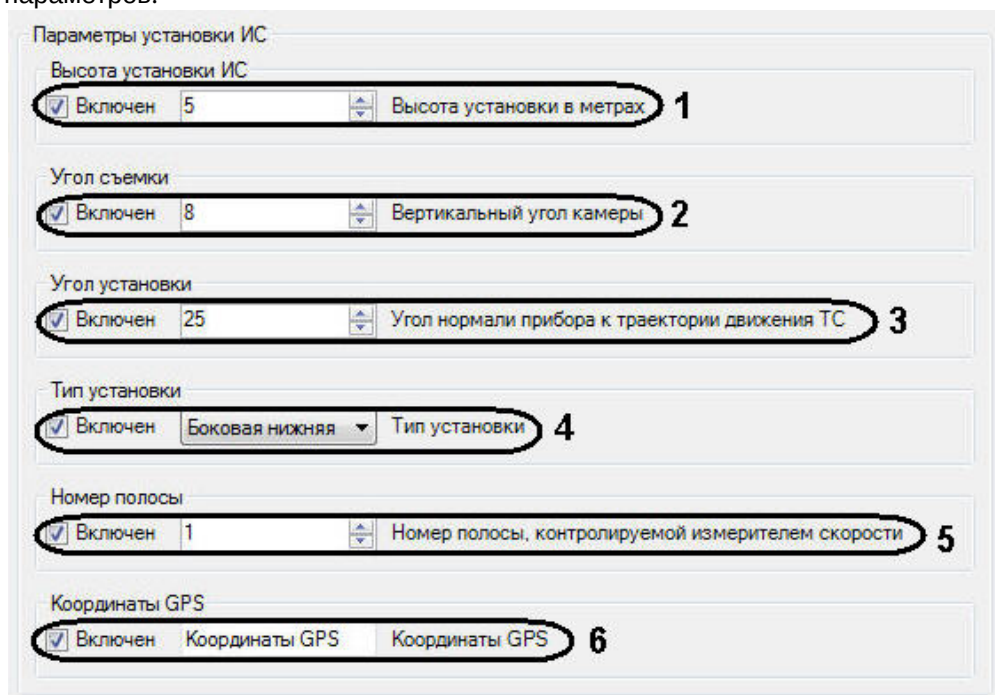 параметров.
Параметры установки ИС
Высота установки ИС
Включен 5 Высота установки в метрах 1
Угол съемки
Включен 8 Вертикальный угол камеры 2
Угол установки
Включен 25 Угол нормали прибора к траектории движения ТС 3
Тип установки
Включен Боковая нижняя Тип установки 4
Номер полосы
Включен 1 Номер полосы, контролируемой измерителем скорости 5
Координаты GPS
Включен Координаты GPS Координаты GPS 6